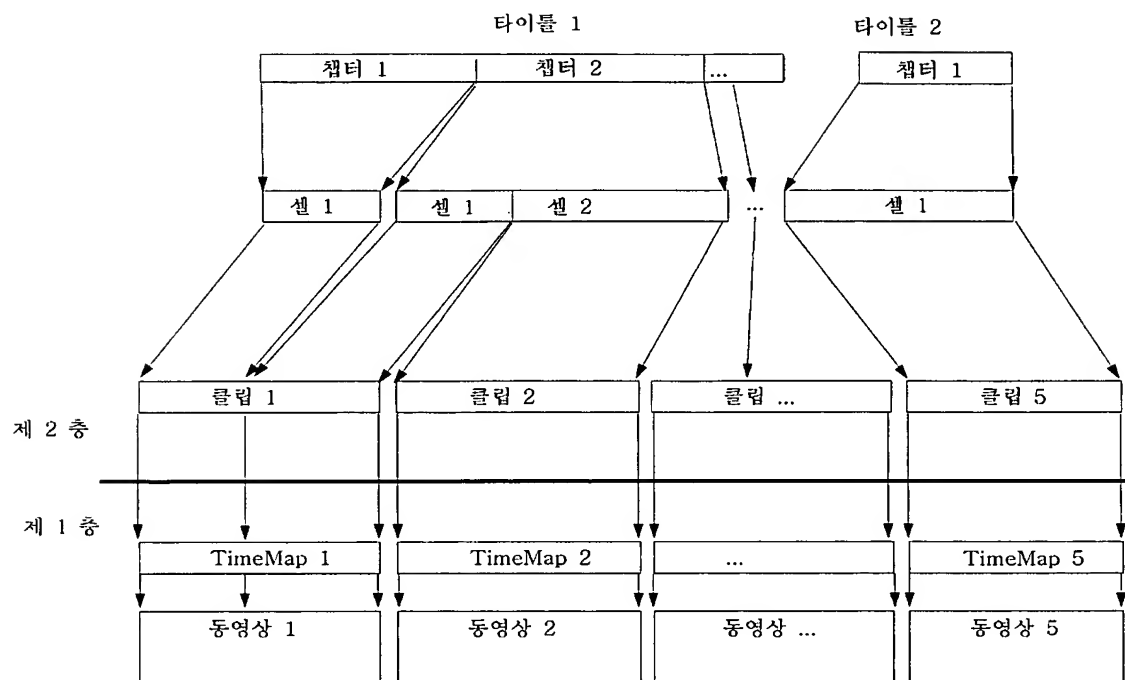 타이틀 1
타이틀 2
챕터 1
챕터 2
...
챕터 1
셀 1
셀 1
셀 2
...
셀 1
클립 1
클립 2
클립 ...
클립 5
제 2 층
제 1 층
TimeMap 1
TimeMap 2
...
TimeMap 5
동영상 1
동영상 2
동영상 ...
동영상 5